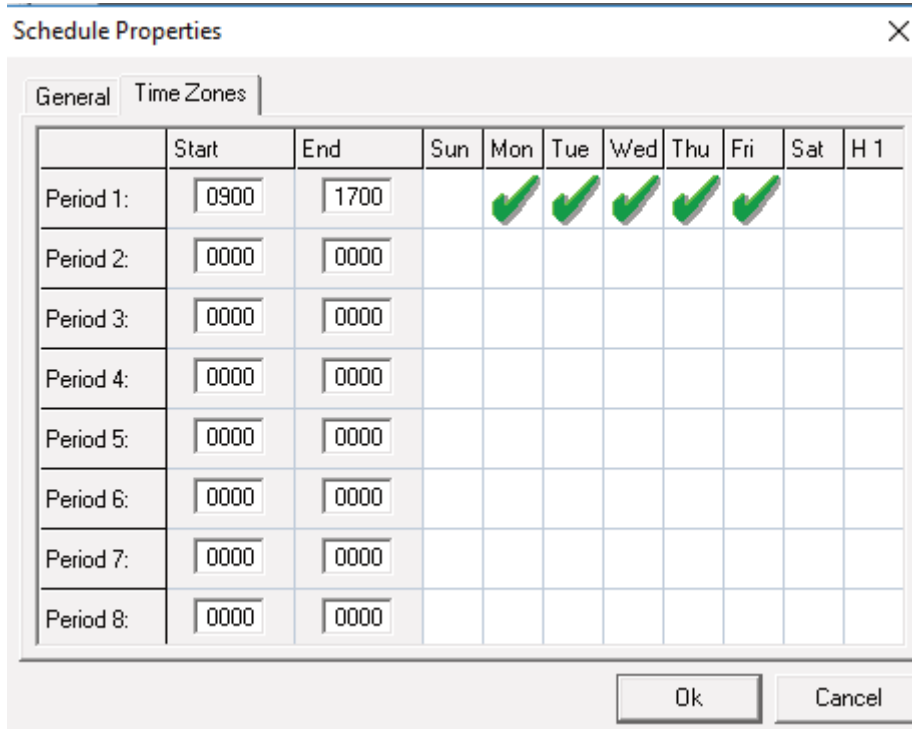 Schedule Properties
General Time Zones
Start End Sun Mon Tue Wed Thu Fri Sat H 1
Period 1: 0900 1700
Period 2: 0000 0000
Period 3: 0000 0000
Period 4: 0000 0000
Period 5: 0000 0000
Period 6: 0000 0000
Period 7: 0000 0000
Period 8: 0000 0000
Ok Cancel